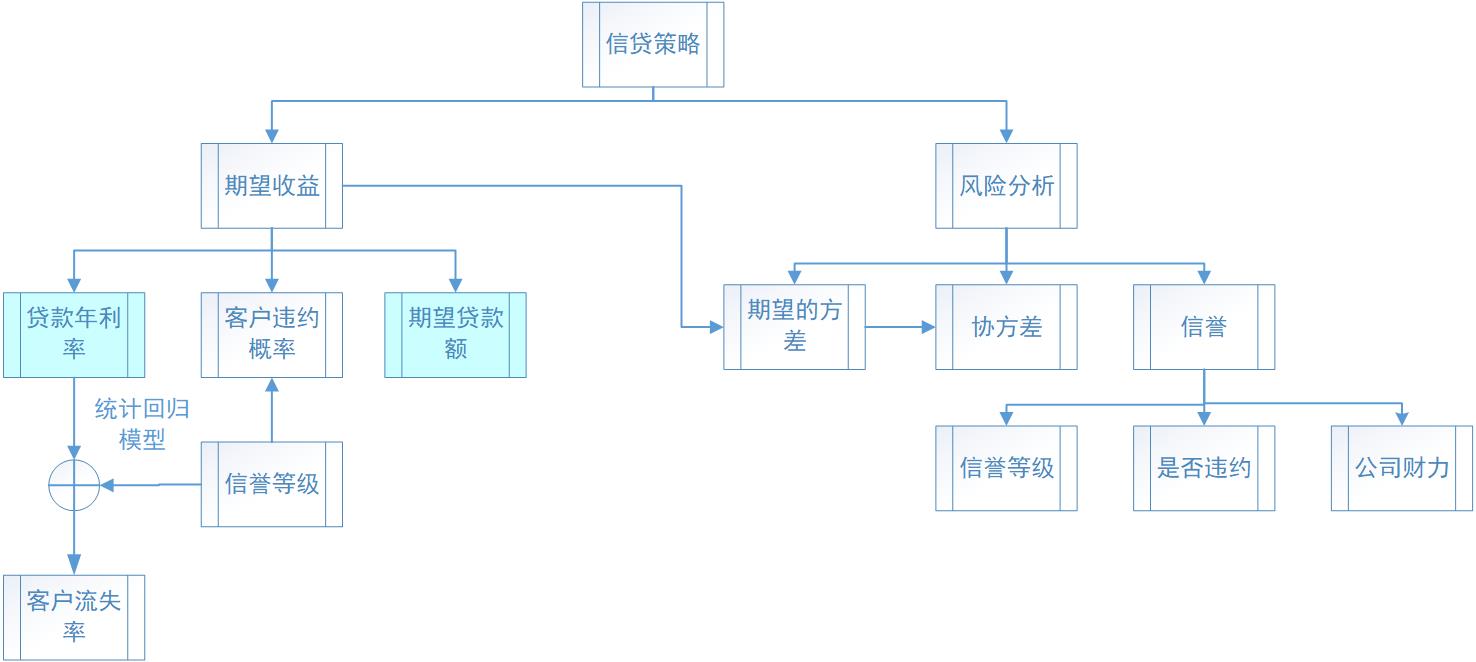 信贷策略
期望收益
风险分析
贷款年利
率
客户违约
概率
期望贷款
额
期望的方
差
协方差
信誉
统计回归
模型
信誉等级
信誉等级
是否违约
公司财力
客户流失
率